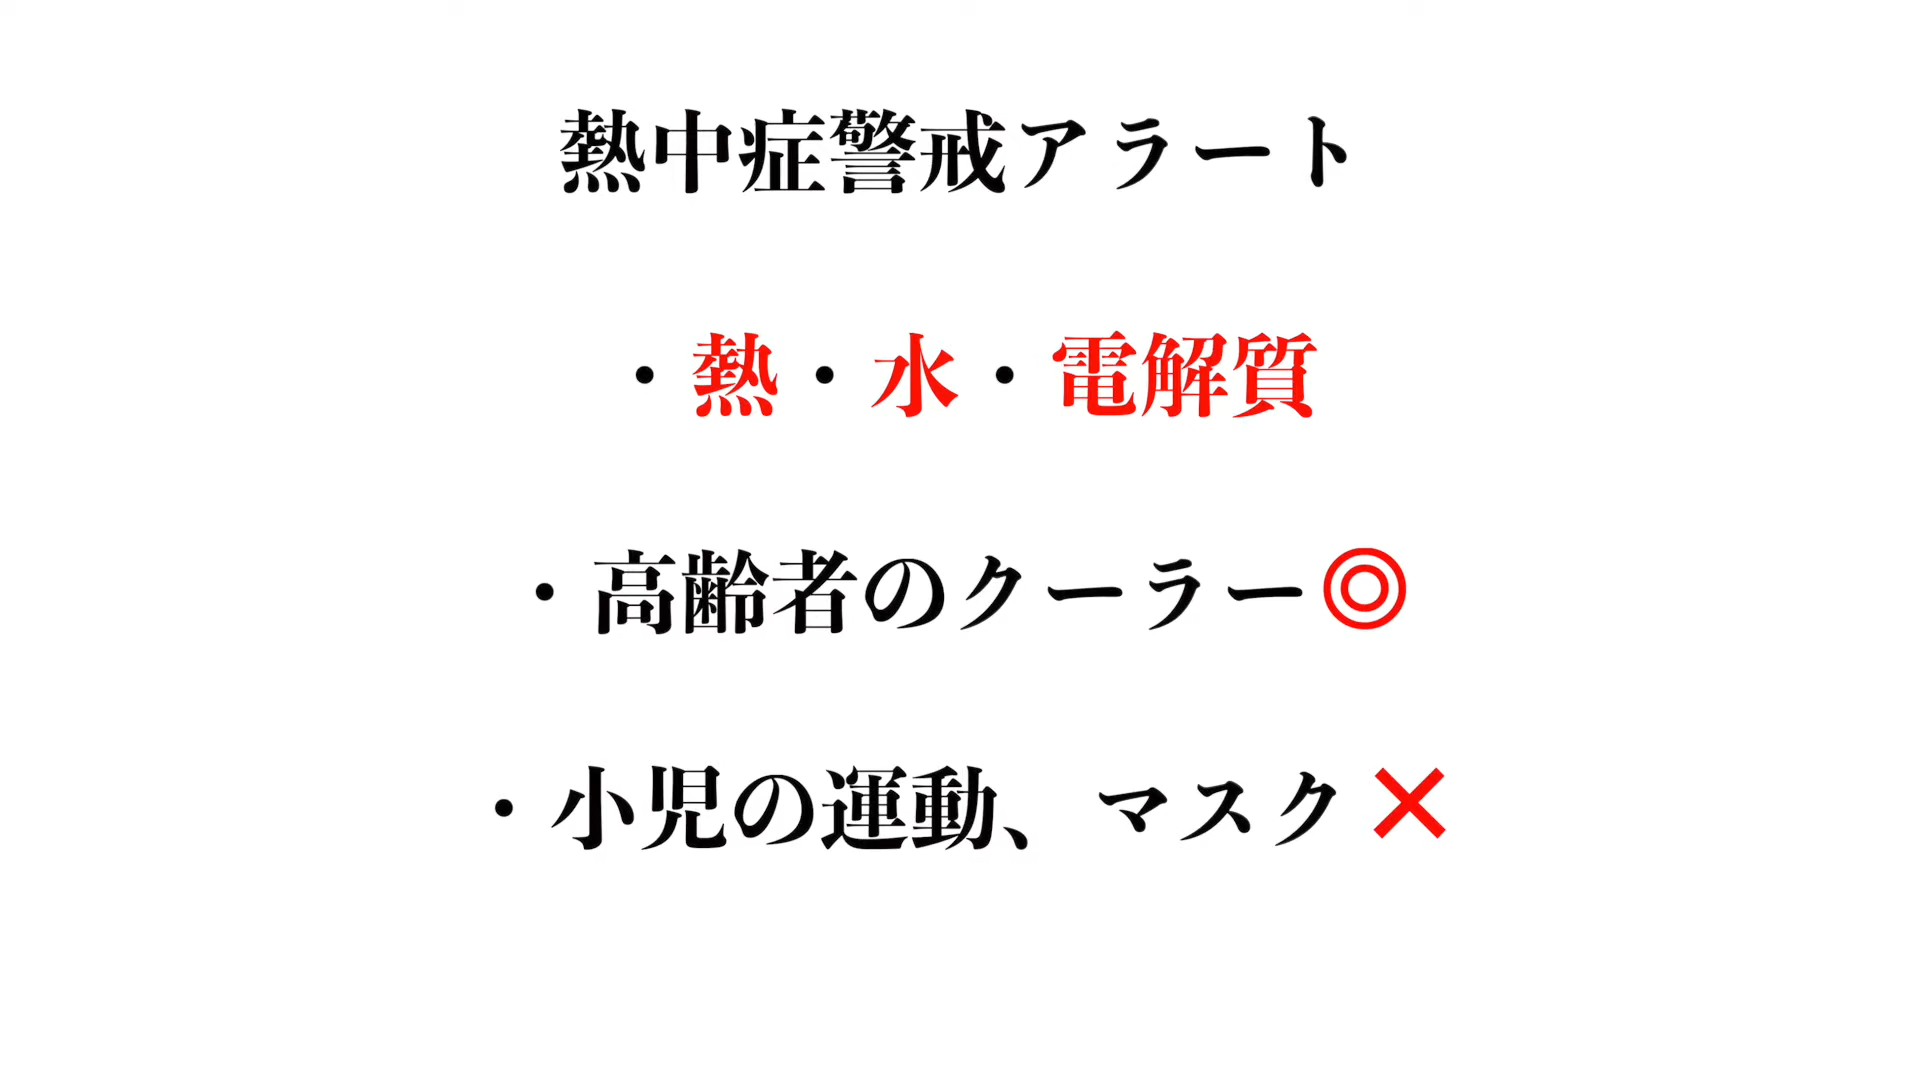 熱中症警戒アラート
・熱・水・電解質
・高齢者のクーラー◎
・小児の運動、マスク✕